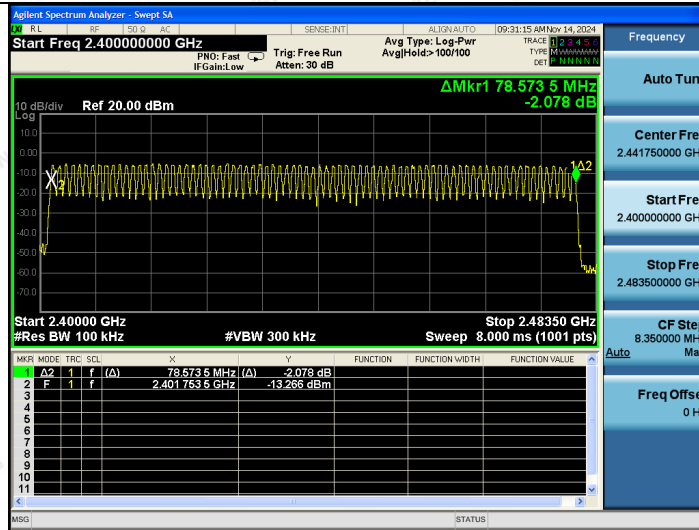 Agilent Spectrum Analyzer - Swept SA
LXI RL RF 50 Ω AC SENSE:INT ALIGNAUTO 09:31:15 AM Nov 14, 2024
Start Freq 2.400000000 GHz Avg Type: Log-Pwr TRACE 1 2 3 4 5 6
PNO: Fast Trig: Free Run Avg|Hold:>100/100 TYPE M
IFGain:Low Atten: 30 dB DET P N N N N N
ΔMkr1 78.573 5 MHz
-2.078 dB
10 dB/div Ref 20.00 dBm
Log
10.0
0.00
-10.0
-20.0
-30.0
-40.0
-50.0
-60.0
-70.0
2
1Δ2
Start 2.40000 GHz Stop 2.48350 GHz
#Res BW 100 kHz #VBW 300 kHz Sweep 8.000 ms (1001 pts)
MKR MODE TRC SCL X Y FUNCTION FUNCTION WIDTH FUNCTION VALUE
1 Δ2 1 f (Δ) 78.573 5 MHz (Δ) -2.078 dB
2 F 1 f 2.401 753 5 GHz -13.266 dBm
3
4
5
6
7
8
9
10
11
MSG STATUS
Frequency
Auto Tun
Center Fre
2.441750000 GH
Start Fre
2.400000000 GH
Stop Fre
2.483500000 GH
CF Ste
8.350000 MH
Auto Ma
Freq Offse
0 H